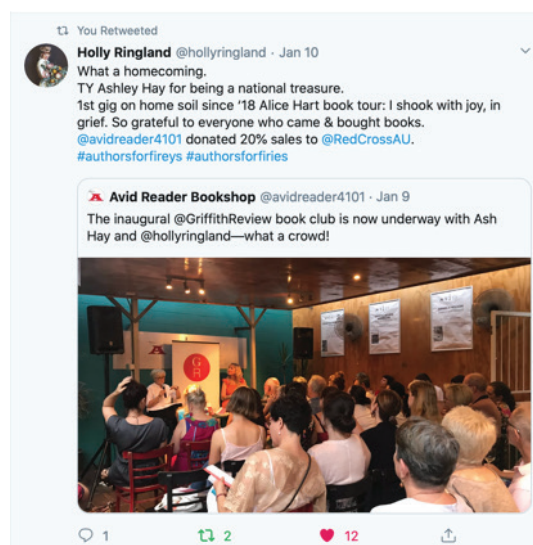 You Retweeted
Holly Ringland @hollyringland · Jan 10
What a homecoming.
TY Ashley Hay for being a national treasure.
1st gig on home soil since ‘18 Alice Hart book tour: I shook with joy, in
grief. So grateful to everyone who came & bought books.
@avidreader4101 donated 20% sales to @RedCrossAU.
#authorsforfireys #authorsforfiries
Avid Reader Bookshop @avidreader4101 · Jan 9
The inaugural @GriffithReview book club is now underway with Ash
Hay and @hollyringland—what a crowd!
A
GR
1
2
12